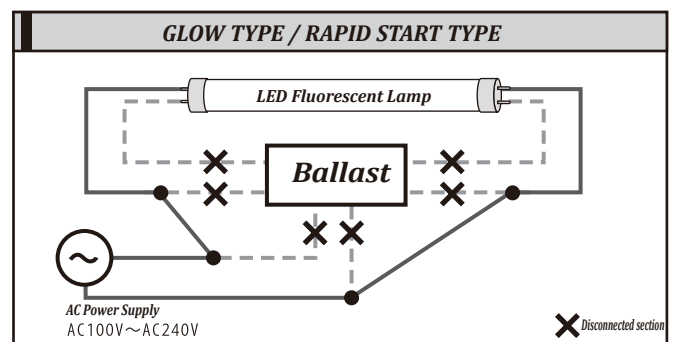 GLOW TYPE / RAPID START TYPE
LED Fluorescent Lamp
Ballast
AC Power Supply
AC100V～AC240V
Disconnected section